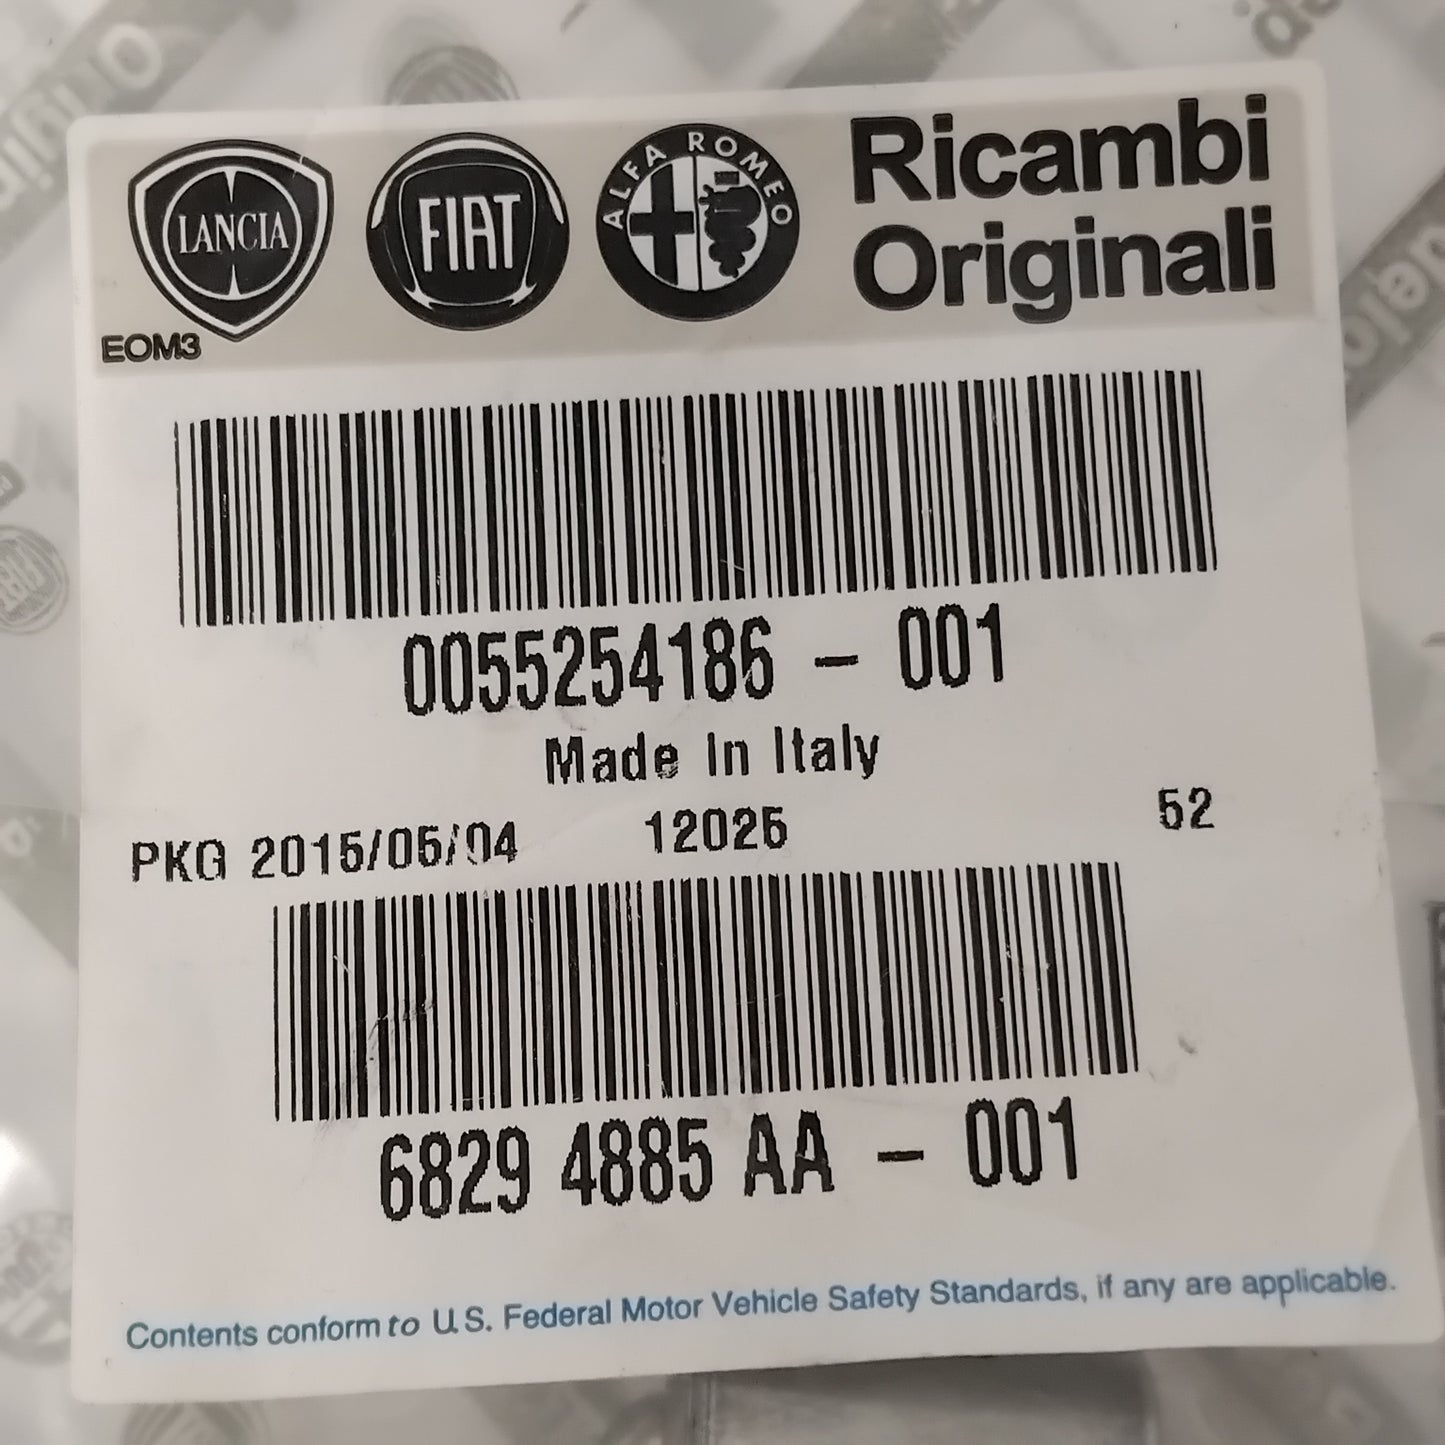 LANCIA
FIAT
ALFA ROMEO
Ricambi
Originali
EOM3
0055254186 - 001
Made In Italy
PKG 2015/05/04 12025 52
6829 4885 AA - 001
Contents conform to U.S. Federal Motor Vehicle Safety Standards, if any are applicable.